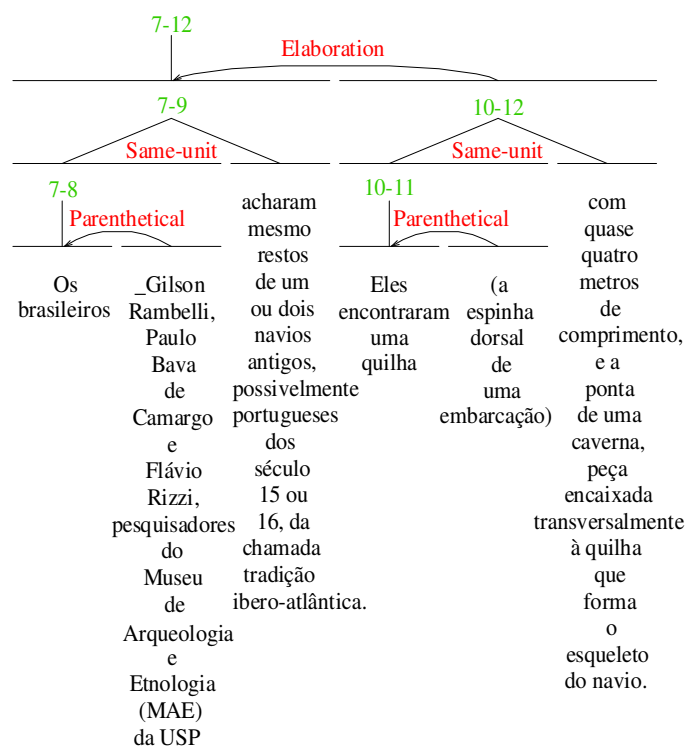 7-12
Elaboration
7-9
10-12
Same-unit
Same-unit
7-8
Parenthetical
10-11
Parenthetical
Os
brasileiros
_Gilson
Rambelli,
Paulo
Bava
de
Camargo
e
Flávio
Rizzi,
pesquisadores
do
Museu
de
Arqueologia
e
Etnologia
(MAE)
da USP
acharam
mesmo
restos
de um
ou dois
navios
antigos,
possivelmente
portugueses
dos
século
15 ou
16, da
chamada
tradição
ibero-atlântica.
Eles
encontraram
uma
quilha
(a
espinha
dorsal
de
uma
embarcação)
com
quase
quatro
metros
de
comprimento,
e a
ponta
de uma
caverna,
peça
encaixada
transversalmente
à quilha
que
forma
o
esqueleto
do navio.